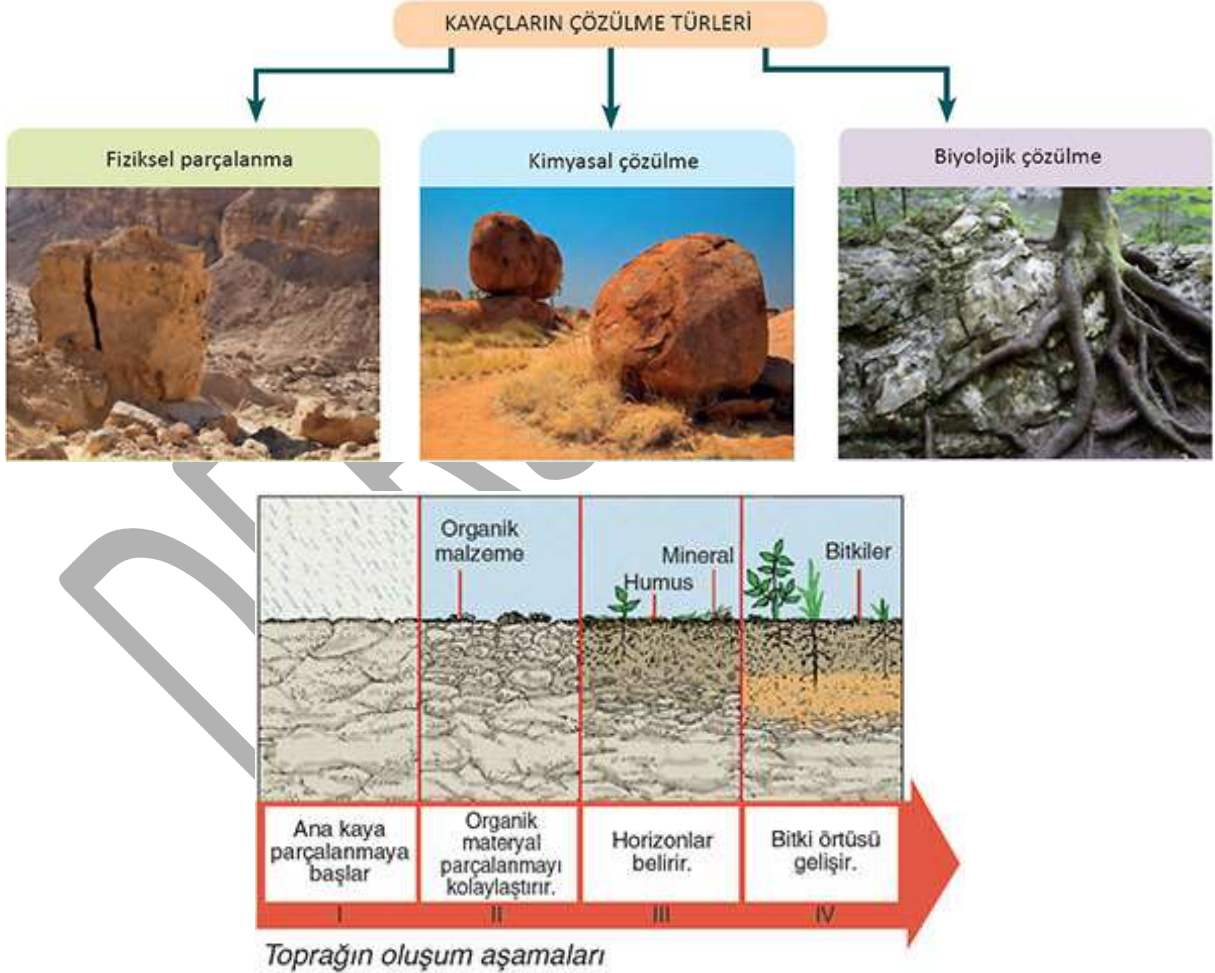 KAYAÇLARIN ÇÖZÜLME TÜRLERİ
Fiziksel parçalanma
Kimyasal çözülme
Biyolojik çözülme
Organik
malzeme
Mineral
Humus
Bitkiler
Ana kaya
parçalanmaya
başlar
Organik
materyal
parçalanmayı
kolaylaştırır.
Horizonlar
belirir.
Bitki örtüsü
gelişir.
I
II
III
IV
Toprağın oluşum aşamaları